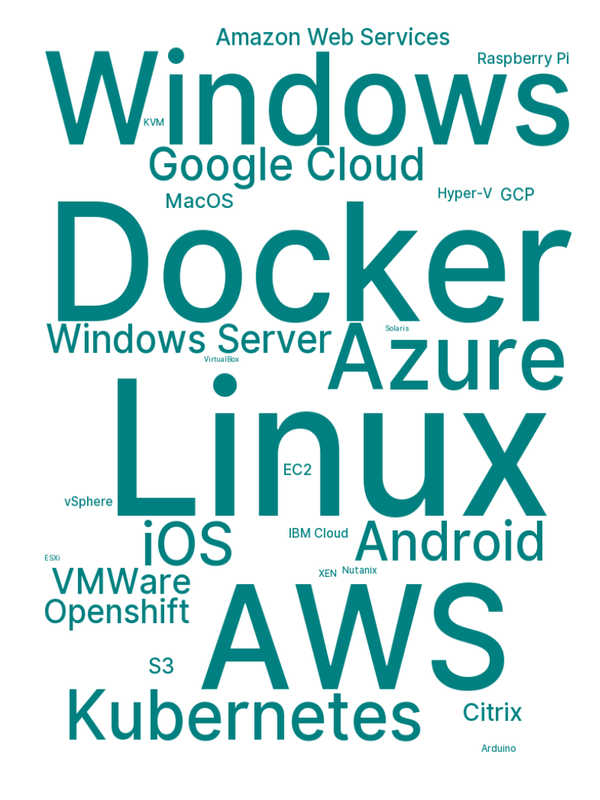 Amazon Web Services
Raspberry Pi
Windows
KVM
Google Cloud
MacOS
Hyper-V
GCP
Docker
Windows Server
Solaris
Azure
VirtualBox
Linux
EC2
vSphere
iOS
IBM Cloud
Android
ESXi
VMWare
XEN
Nutanix
Openshift
AWS
S3
Kubernetes
Citrix
Arduino